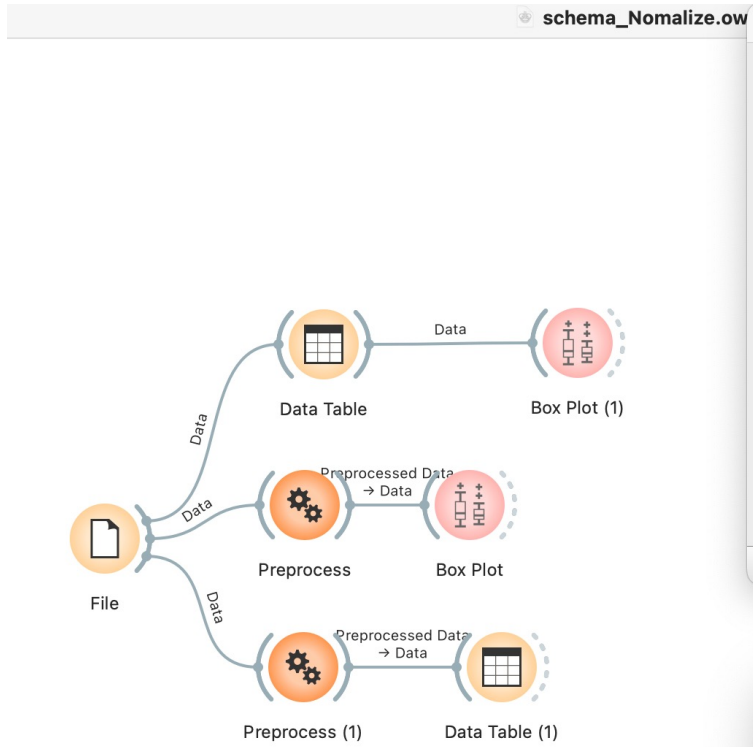 schema_Nomalize.ow
Data
Data Table
Box Plot (1)
Data
Preprocessed Data
→ Data
Data
Preprocess
Box Plot
File
Data
Preprocessed Data
→ Data
Preprocess (1)
Data Table (1)